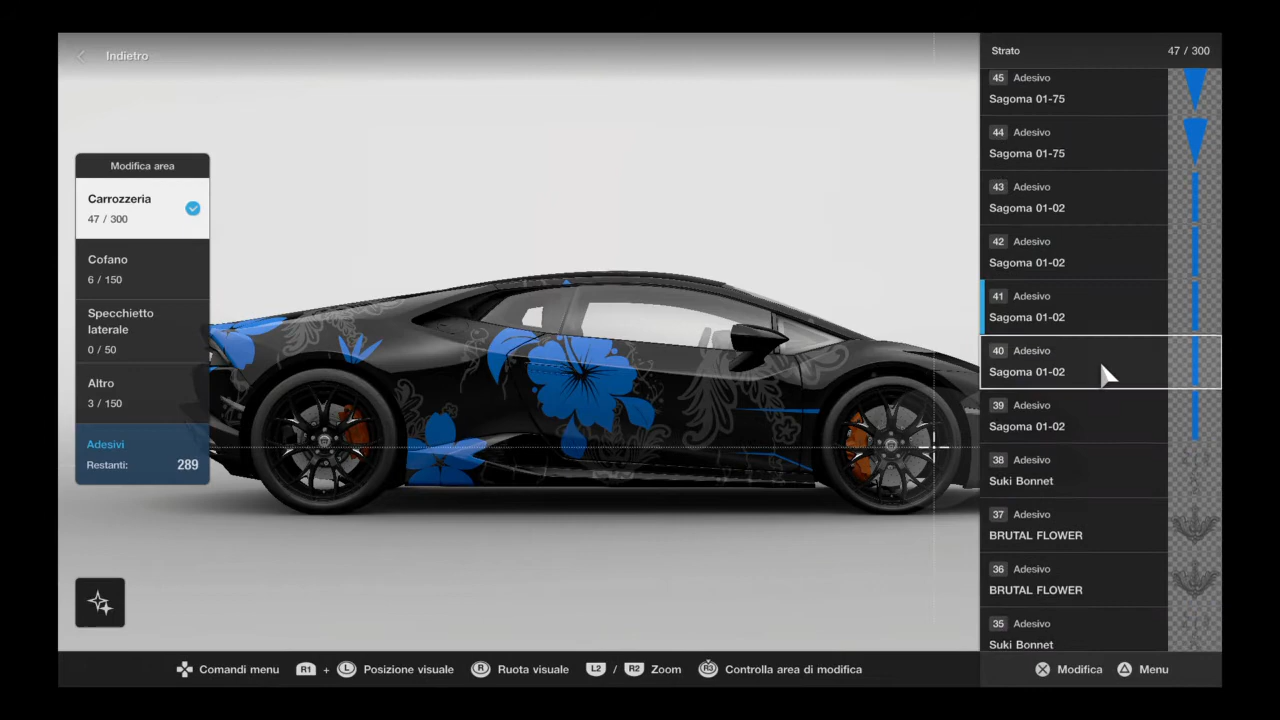 Indietro
Modifica area
Carrozzeria
47 / 300
Cofano
6 / 150
Specchietto
laterale
0 / 50
Altro
3 / 150
Adesivi
Restanti: 289
Strato 47 / 300
45 Adesivo
Sagoma 01-75
44 Adesivo
Sagoma 01-75
43 Adesivo
Sagoma 01-02
42 Adesivo
Sagoma 01-02
41 Adesivo
Sagoma 01-02
40 Adesivo
Sagoma 01-02
39 Adesivo
Sagoma 01-02
38 Adesivo
Suki Bonnet
37 Adesivo
BRUTAL FLOWER
36 Adesivo
BRUTAL FLOWER
35 Adesivo
Suki Bonnet
Comandi menu R1 + L Posizione visuale R Ruota visuale L2 / R2 Zoom R3 Controlla area di modifica Modifica Menu